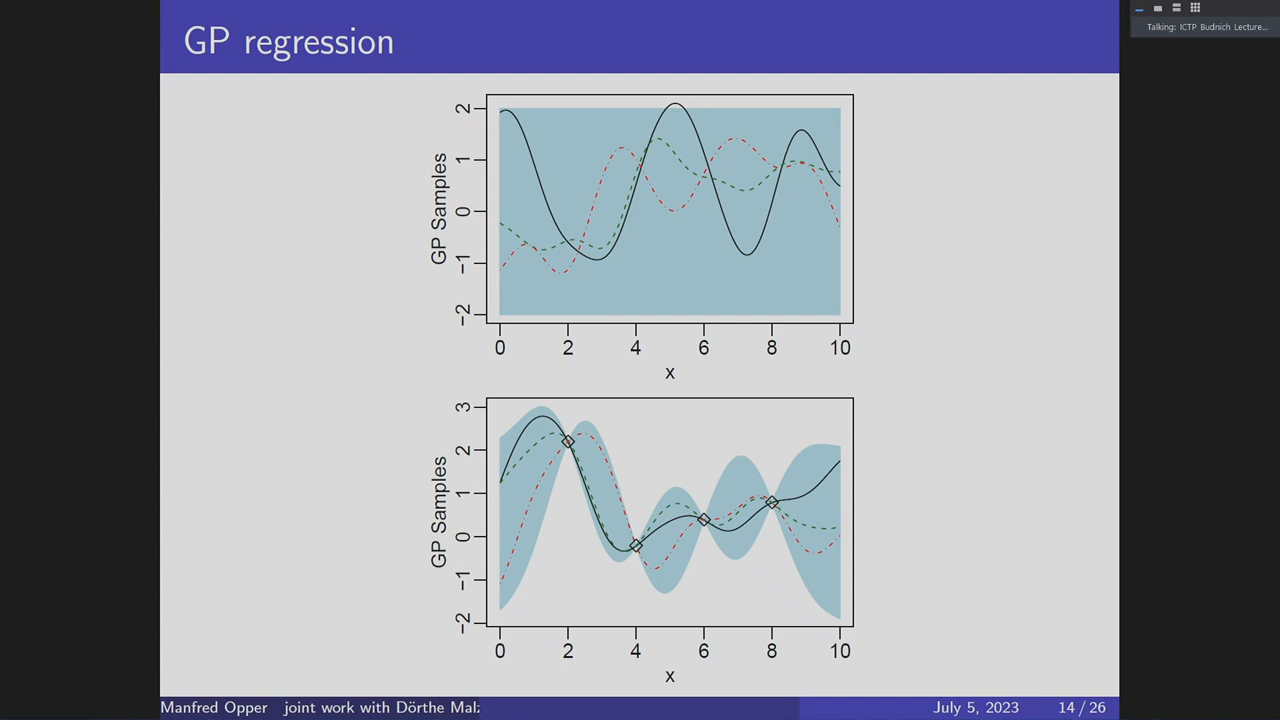 GP regression
Talking: ICTP Budnich Lecture...
2
1
0
−1
−2
GP Samples
0 2 4 6 8 10
x
3
2
1
0
−1
−2
GP Samples
0 2 4 6 8 10
x
Manfred Opper joint work with Dörthe Malz
July 5, 2023 14 / 26